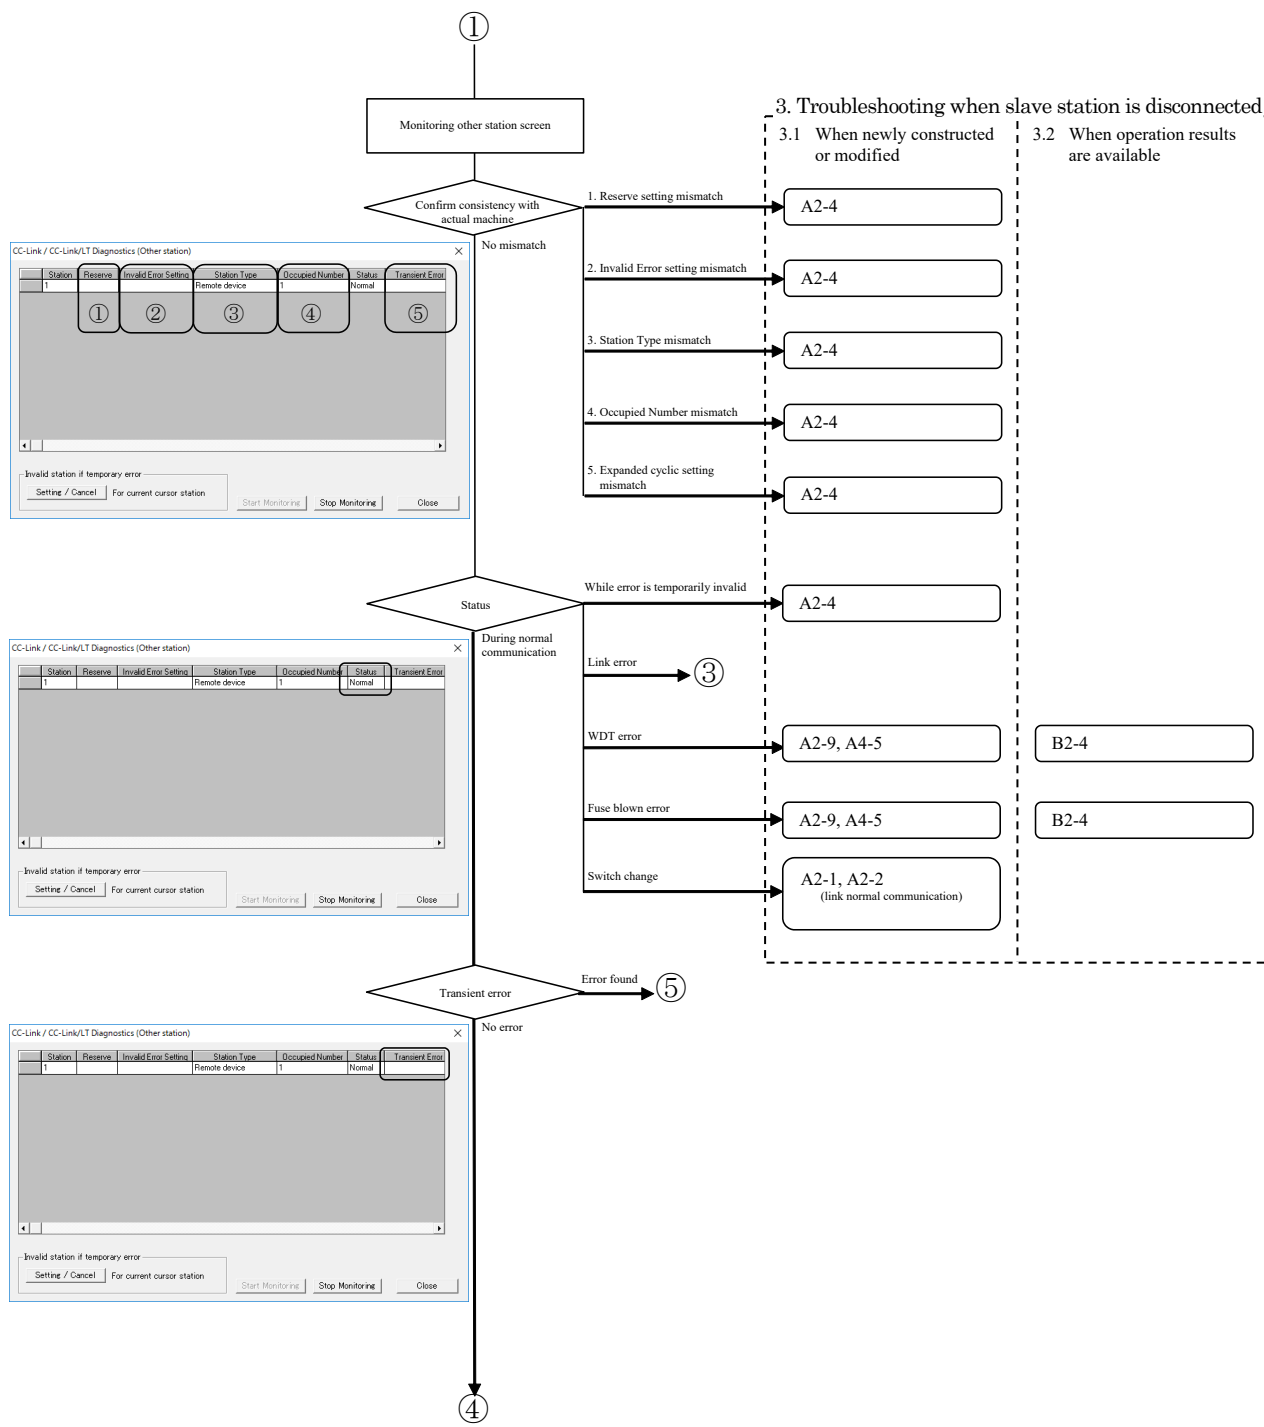 ①
Monitoring other station screen
3. Troubleshooting when slave station is disconnected
3.1 When newly constructed
or modified
3.2 When operation results
are available
Confirm consistency with
actual machine
1. Reserve setting mismatch
A2-4
No mismatch
2. Invalid Error setting mismatch
A2-4
3. Station Type mismatch
A2-4
4. Occupied Number mismatch
A2-4
5. Expanded cyclic setting
mismatch
A2-4
CC-Link / CC-Link/LT Diagnostics (Other station)
Station Reserve Invalid Error Setting Station Type Occupied Number Status Transient Error
1 Remote device 1 Normal
① ② ③ ④ ⑤
Invalid station if temporary error
Setting / Cancel For current cursor station
Start Monitoring Stop Monitoring Close
Status
While error is temporarily invalid
A2-4
During normal
communication
Link error
③
WDT error
A2-9, A4-5
B2-4
Fuse blown error
A2-9, A4-5
B2-4
Switch change
A2-1, A2-2
(link normal communication)
CC-Link / CC-Link/LT Diagnostics (Other station)
Station Reserve Invalid Error Setting Station Type Occupied Number Status Transient Error
1 Remote device 1 Normal
Invalid station if temporary error
Setting / Cancel For current cursor station
Start Monitoring Stop Monitoring Close
Transient error
Error found
⑤
No error
CC-Link / CC-Link/LT Diagnostics (Other station)
Station Reserve Invalid Error Setting Station Type Occupied Number Status Transient Error
1 Remote device 1 Normal
Invalid station if temporary error
Setting / Cancel For current cursor station
Start Monitoring Stop Monitoring Close
④